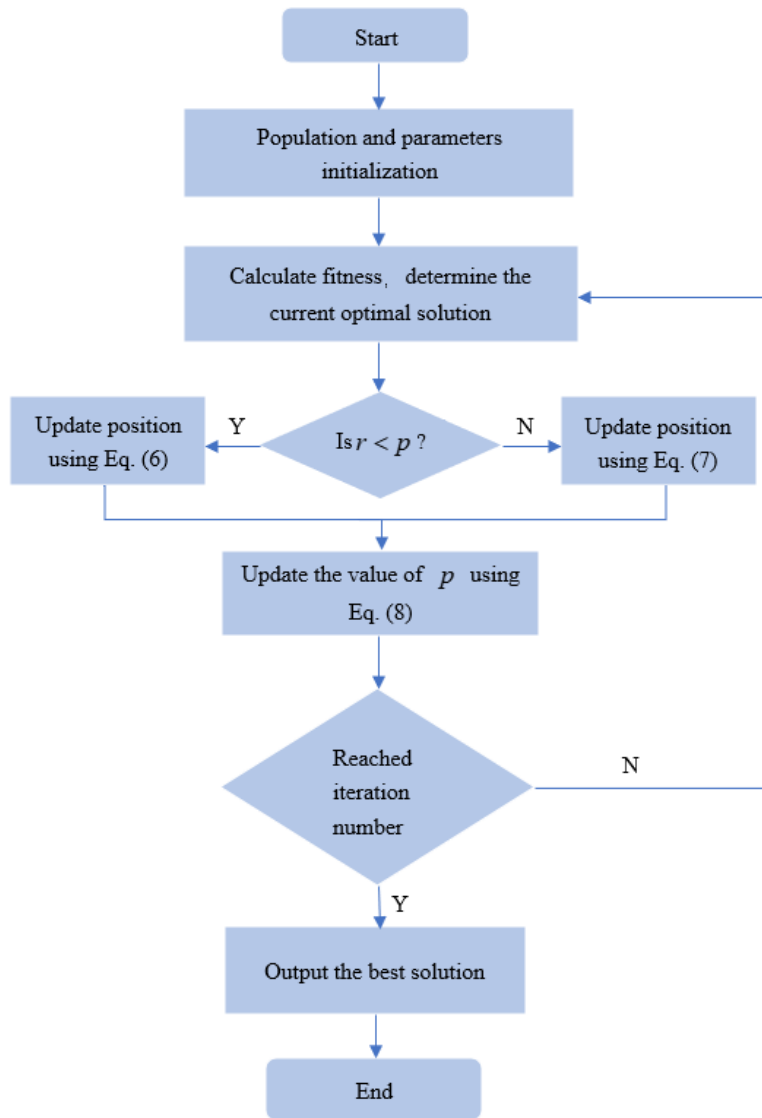 Start
Population and parameters
initialization
Calculate fitness, determine the
current optimal solution
Update position
using Eq. (6)
Y
Is r < p ?
N
Update position
using Eq. (7)
Update the value of p using
Eq. (8)
Reached
iteration
number
N
Y
Output the best solution
End